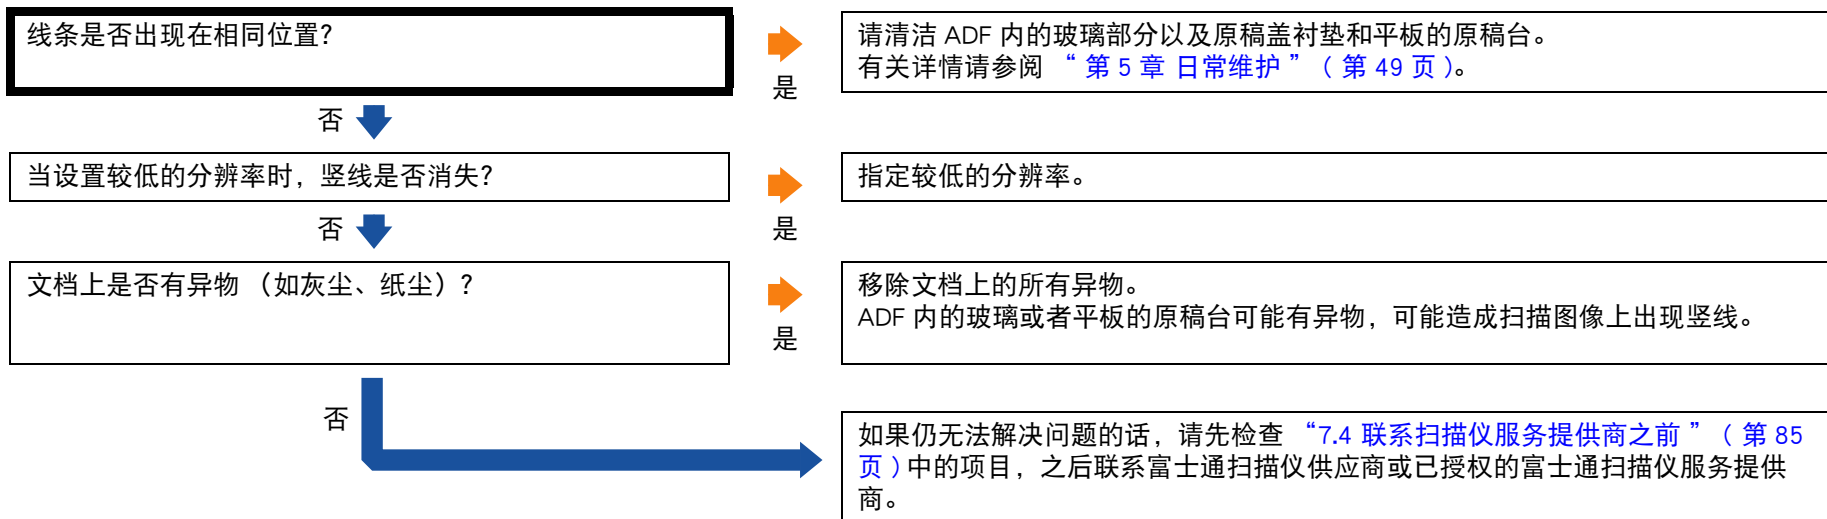 线条是否出现在相同位置?
是
请清洁 ADF 内的玻璃部分以及原稿盖衬垫和平板的原稿台。
有关详情请参阅 “ 第 5 章 日常维护 ” ( 第 49 页 )。
否
当设置较低的分辨率时，竖线是否消失?
是
指定较低的分辨率。
否
文档上是否有异物 （如灰尘、纸尘）?
是
移除文档上的所有异物。
ADF 内的玻璃或者平板的原稿台可能有异物，可能造成扫描图像上出现竖线。
否
如果仍无法解决问题的话，请先检查 “7.4 联系扫描仪服务提供商之前 ” ( 第 85
页 ) 中的项目，之后联系富士通扫描仪供应商或已授权的富士通扫描仪服务提供
商。